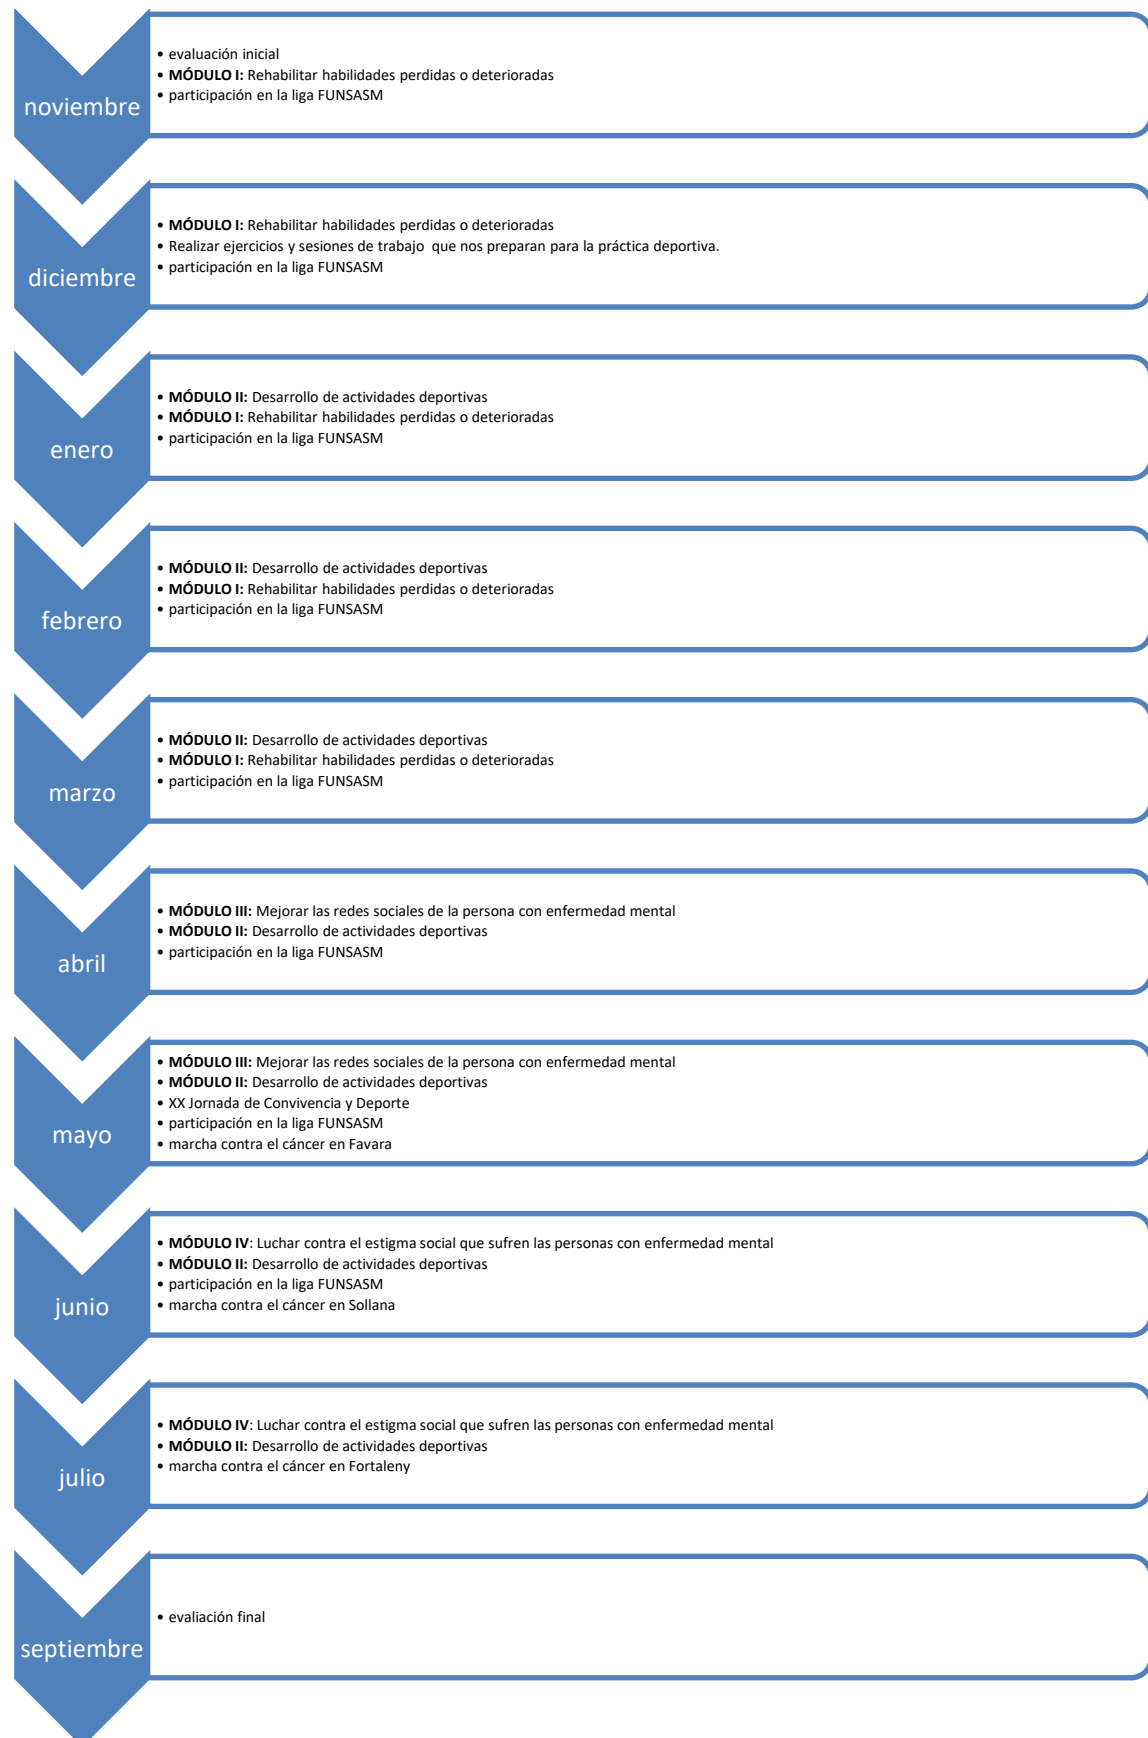 noviembre
• evaluación inicial
• MÓDULO I: Rehabilitar habilidades perdidas o deterioradas
• participación en la liga FUNSASM
diciembre
• MÓDULO I: Rehabilitar habilidades perdidas o deterioradas
• Realizar ejercicios y sesiones de trabajo que nos preparan para la práctica deportiva.
• participación en la liga FUNSASM
enero
• MÓDULO II: Desarrollo de actividades deportivas
• MÓDULO I: Rehabilitar habilidades perdidas o deterioradas
• participación en la liga FUNSASM
febrero
• MÓDULO II: Desarrollo de actividades deportivas
• MÓDULO I: Rehabilitar habilidades perdidas o deterioradas
• participación en la liga FUNSASM
marzo
• MÓDULO II: Desarrollo de actividades deportivas
• MÓDULO I: Rehabilitar habilidades perdidas o deterioradas
• participación en la liga FUNSASM
abril
• MÓDULO III: Mejorar las redes sociales de la persona con enfermedad mental
• MÓDULO II: Desarrollo de actividades deportivas
• participación en la liga FUNSASM
mayo
• MÓDULO III: Mejorar las redes sociales de la persona con enfermedad mental
• MÓDULO II: Desarrollo de actividades deportivas
• XX Jornada de Convivencia y Deporte
• participación en la liga FUNSASM
• marcha contra el cáncer en Favara
junio
• MÓDULO IV: Luchar contra el estigma social que sufren las personas con enfermedad mental
• MÓDULO II: Desarrollo de actividades deportivas
• participación en la liga FUNSASM
• marcha contra el cáncer en Sollana
julio
• MÓDULO IV: Luchar contra el estigma social que sufren las personas con enfermedad mental
• MÓDULO II: Desarrollo de actividades deportivas
• marcha contra el cáncer en Fortaleny
septiembre
• evaliación final